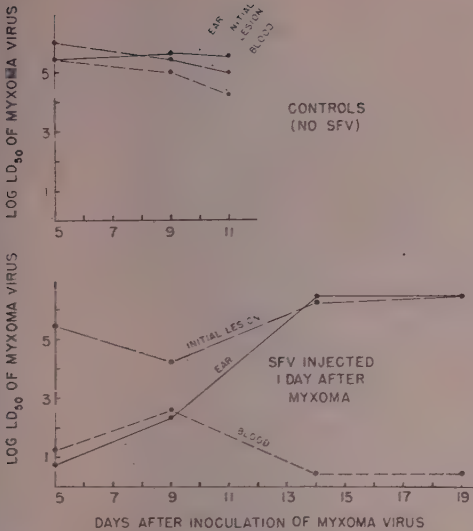 LOG LD50 OF MYXOMA VIRUS
5
3
1
EAR
INITIAL
LESION
BLOOD
CONTROLS
(NO SFV)
5 7 9 11
LOG LD50 OF MYXOMA VIRUS
5
3
1
INITIAL LESION
EAR
BLOOD
SFV INJECTED
1 DAY AFTER
MYXOMA
5 7 9 11 13 15 17 19
DAYS AFTER INOCULATION OF MYXOMA VIRUS